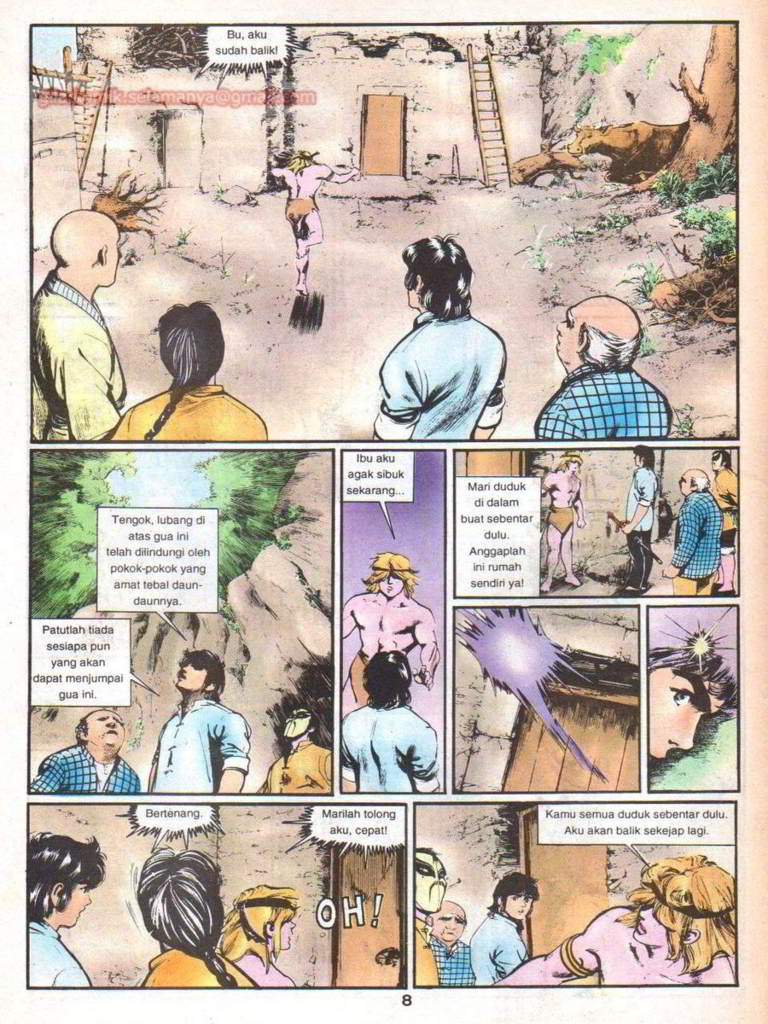 Bu, aku
sudah balik!
Tengok, lubang di
atas gua ini
telah dilindungi oleh
pokok-pokok yang
amat tebal daun-
daunnya.
Patutlah tiada
sesiapa pun
yang akan
dapat menjumpai
gua ini.
Ibu aku
agak sibuk
sekarang...
Mari duduk
di dalam
buat sebentar
dulu.
Anggaplah
ini rumah
sendiri ya!
Bertenang.
Marilah tolong
aku, cepat!
OH!
Kamu semua duduk sebentar dulu.
Aku akan balik sekejap lagi.
8